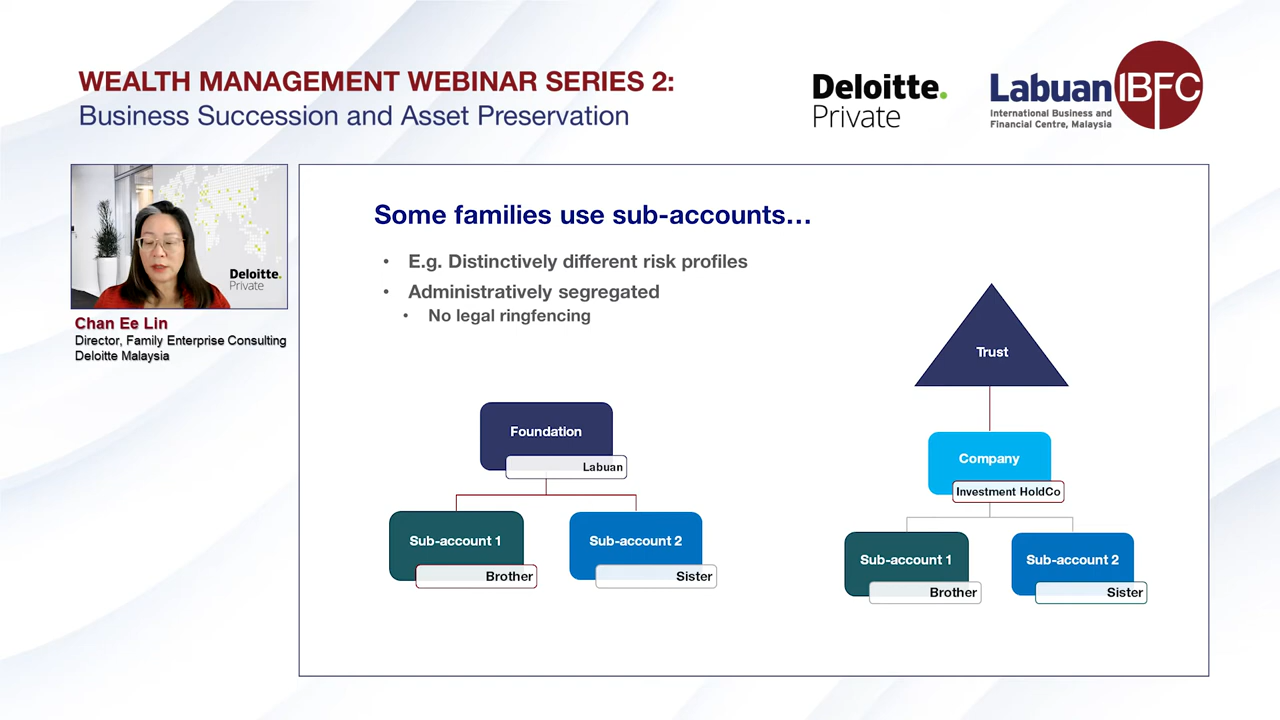 WEALTH MANAGEMENT WEBINAR SERIES 2:
Business Succession and Asset Preservation
Deloitte.
Private
Labuan IBFC
International Business and
Financial Centre, Malaysia
Deloitte.
Private
Chan Ee Lin
Director, Family Enterprise Consulting
Deloitte Malaysia
Some families use sub-accounts…
• E.g. Distinctively different risk profiles
• Administratively segregated
• No legal ringfencing
Foundation
Labuan
Sub-account 1
Brother
Sub-account 2
Sister
Trust
Company
Investment HoldCo
Sub-account 1
Brother
Sub-account 2
Sister